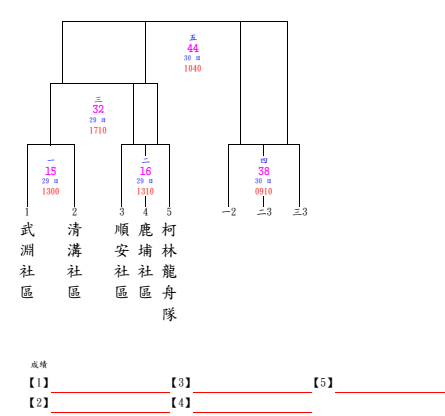 五
44
30 日
1040
三
32
29 日
1710
一
15
29 日
1300
二
16
29 日
1310
四
38
30 日
0910
1 2 3 4 5 一2 二3 三3
武淵社區
清溝社區
順安社區
鹿埔社區
柯林龍舟隊
成績
【1】 【3】 【5】
【2】 【4】